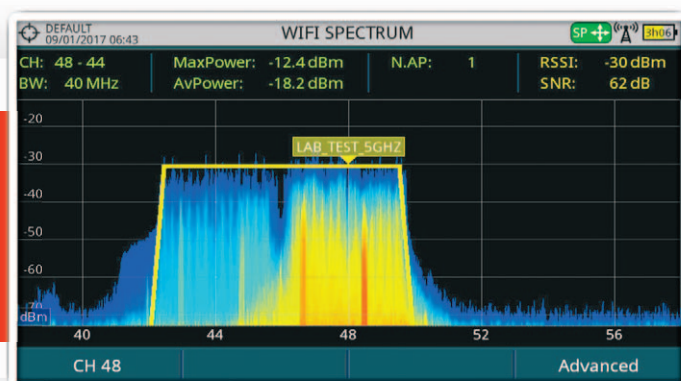 DEFAULT
09/01/2017 06:43
WIFI SPECTRUM
SP
3h06
CH: 48 - 44
MaxPower: -12.4 dBm
N.AP: 1
RSSI: -30 dBm
BW: 40 MHz
AvPower: -18.2 dBm
SNR: 62 dB
-20
LAB_TEST_5GHZ
-30
-40
-50
-60
-70
dBm
40 44 48 52 56
CH 48
Advanced